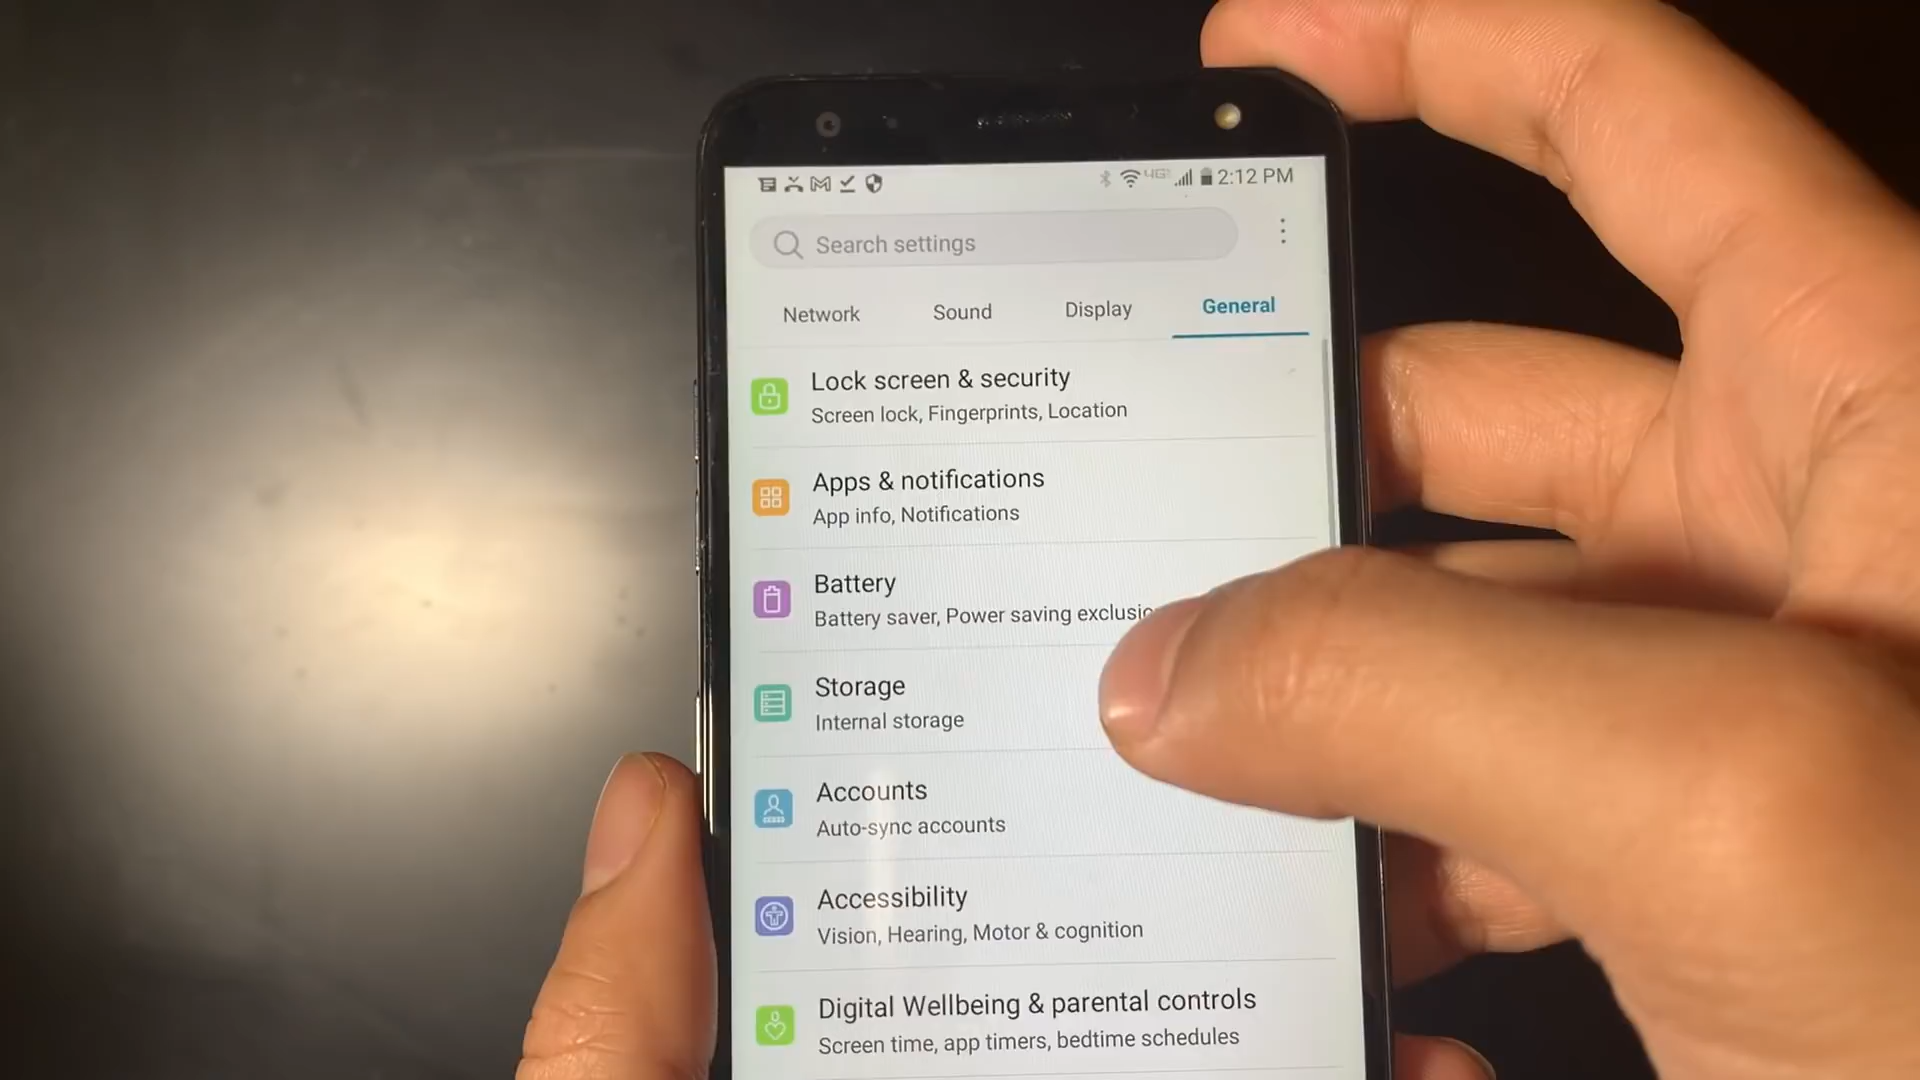 4G 2:12 PM
Search settings
Network Sound Display General
Lock screen & security
Screen lock, Fingerprints, Location
Apps & notifications
App info, Notifications
Battery
Battery saver, Power saving
Storage
Internal storage
Accounts
Auto-sync accounts
Accessibility
Vision, Hearing, Motor & cognition
Digital Wellbeing & parental controls
Screen time, app timers, bedtime schedules